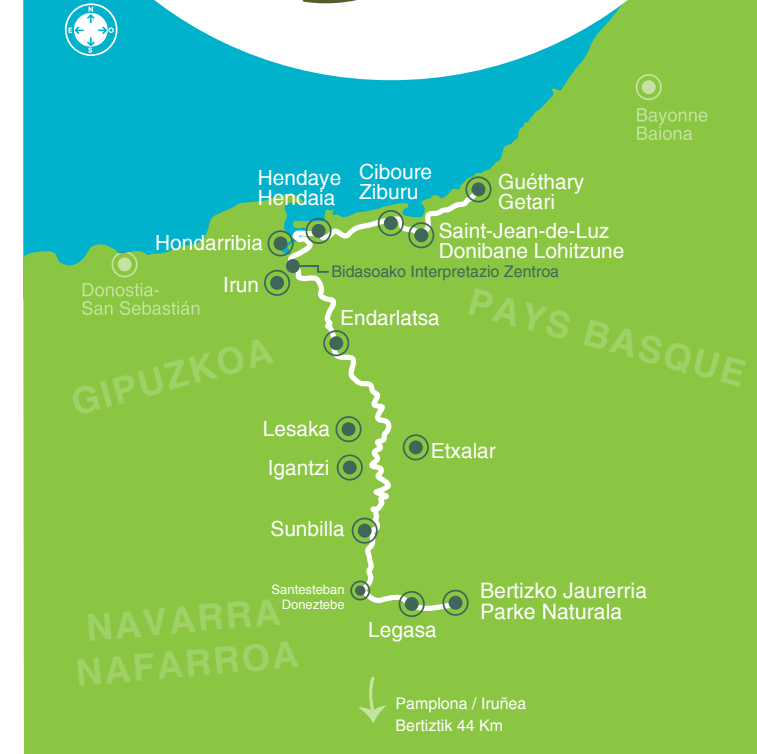 N
E O
S
Bayonne
Baiona
Hendaye
Hendaia
Ciboure
Ziburu
Guéthary
Getari
Saint-Jean-de-Luz
Donibane Lohitzune
Hondarribia
Bidasoako Interpretazio Zentroa
Irun
Donostia-
San Sebastián
Endarlatsa
PAYS BASQUE
GIPUZKOA
Lesaka
Etxalar
Igantzi
Sunbilla
Santesteban
Doneztebe
Bertizko Jaurerria
Parke Naturala
Legasa
NAVARRA
NAFARROA
Pamplona / Iruñea
Bertiztik 44 Km